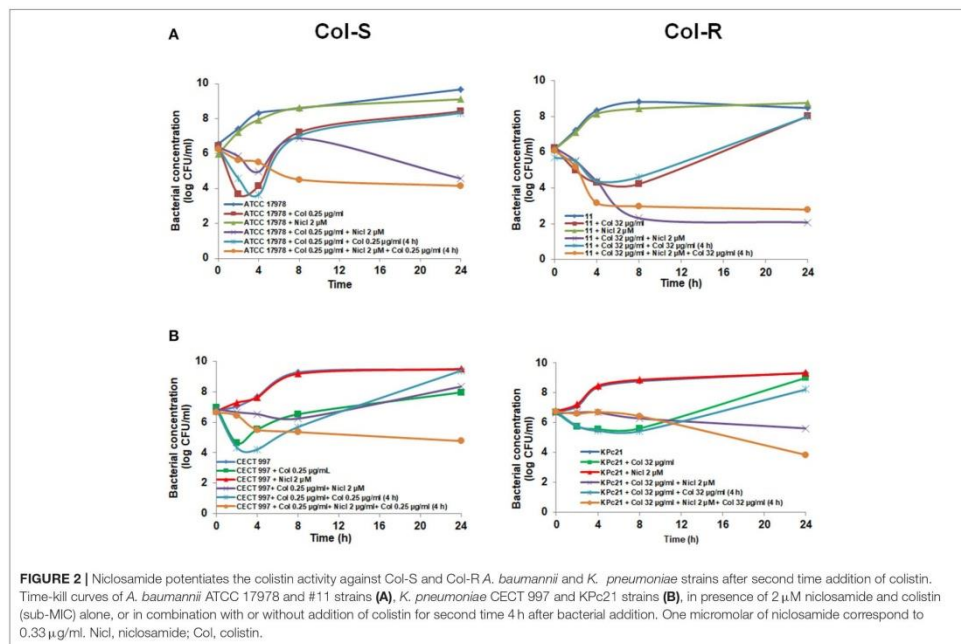 Col-S
Col-R
A
10
8
6
4
2
0
0
4
8
12
16
20
24
Bacterial concentration
(log CFU/ml)
ATCC 17978
ATCC 17978 + Col 0.25 µg/ml
ATCC 17978 + Nicl 2 µM
ATCC 17978 + Col 0.25 µg/ml + Nicl 2 µM
ATCC 17978 + Col 0.25 µg/ml + Col 0.25 µg/ml (4 h)
ATCC 17978 + Col 0.25 µg/ml + Nicl 2 µM + Col 0.25 µg/ml (4 h)
Time
10
8
6
4
2
0
0
4
8
12
16
20
24
Bacterial concentration
(log CFU/ml)
11
11 + Col 32 µg/ml
11 + Nicl 2 µM
11 + Col 32 µg/ml + Nicl 2 µM
11 + Col 32 µg/ml + Col 32 µg/ml (4 h)
11 + Col 32 µg/ml + Nicl 2 µM + Col 32 µg/ml (4 h)
Time (h)
B
10
8
6
4
2
0
0
4
8
12
16
20
24
Bacterial concentration
(log CFU/ml)
CECT 997
CECT 997 + Col 0.25 µg/mL
CECT 997 + Nicl 2 µM
CECT 997+ Col 0.25 µg/ml+ Nicl 2 µM
CECT 997+ Col 0.25 µg/ml+ Col 0.25 µg/ml (4 h)
CECT 997 + Col 0.25 µg/ml+ Nicl 2 µg/ml+ Col 0.25 µg/ml (4 h)
Time (h)
10
8
6
4
2
0
0
4
8
12
16
20
24
Bacterial concentration
(log CFU/ml)
KPc21
KPc21 + Col 32 µg/ml
KPc21 + Nicl 2 µM
KPc21 + Col 32 µg/ml + Nicl 2 µM
KPc21 + Col 32 µg/ml + Col 32 µg/ml (4 h)
KPc21 + Col 32 µg/ml + Nicl 2 µM+ Col 32 µg/ml (4 h)
Time (h)
FIGURE 2 | Niclosamide potentiates the colistin activity against Col-S and Col-R A. baumannii and K. pneumoniae strains after second time addition of colistin.
Time-kill curves of A. baumannii ATCC 17978 and #11 strains (A), K. pneumoniae CECT 997 and KPc21 strains (B), in presence of 2 µM niclosamide and colistin
(sub-MIC) alone, or in combination with or without addition of colistin for second time 4 h after bacterial addition. One micromolar of niclosamide correspond to
0.33 µg/ml. Nicl, niclosamide; Col, colistin.